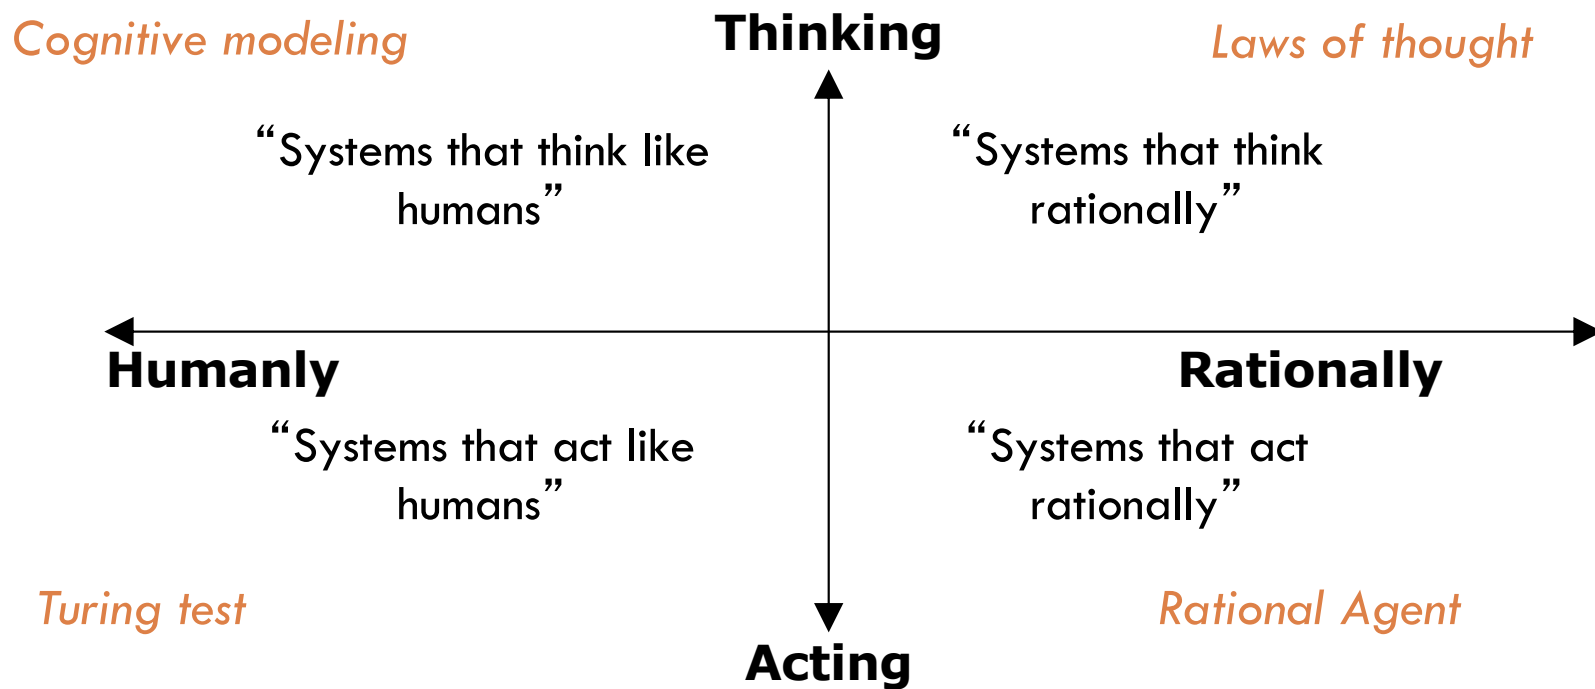 Cognitive modeling
Thinking
Laws of thought
“Systems that think like
humans”
“Systems that think
rationally”
Humanly
Rationally
“Systems that act like
humans”
“Systems that act
rationally”
Turing test
Rational Agent
Acting